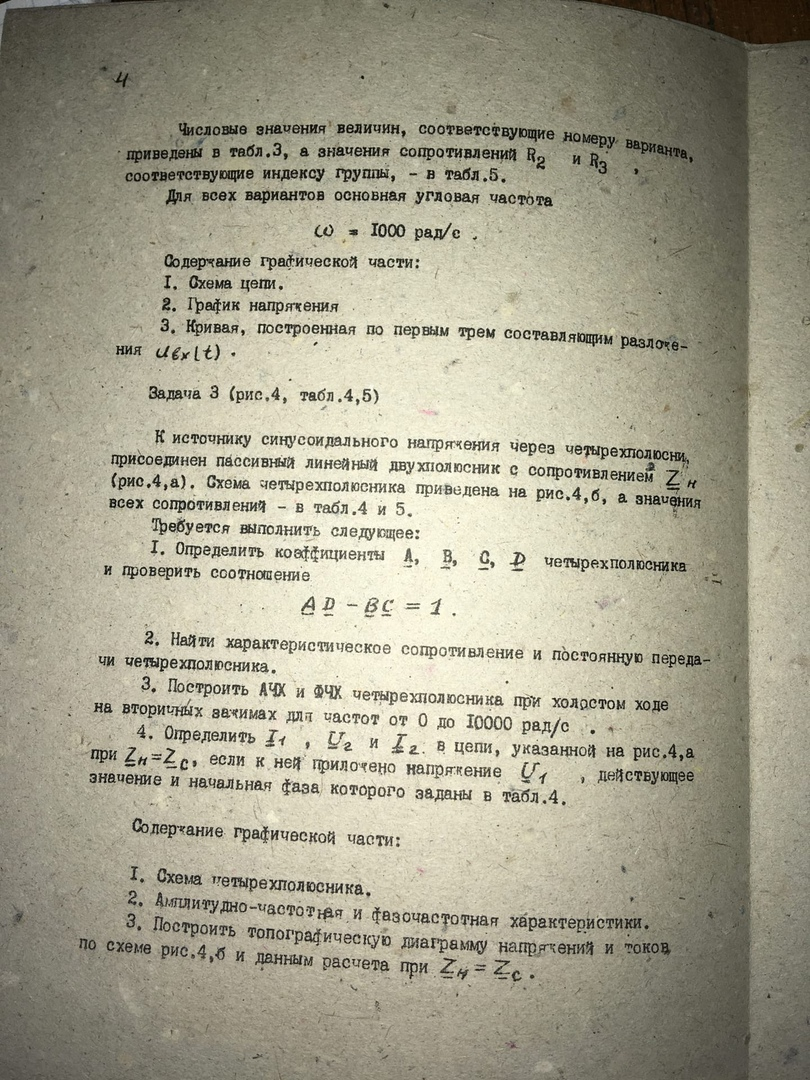 4
Числовые значения величин, соответствующие номеру варианта,
приведены в табл.3, а значения сопротивлений R₂ и R₃ ,
соответствующие индексу группы, - в табл.5.
Для всех вариантов основная угловая частота
ω = 1000 рад/с .
Содержание графической части:
1. Схема цепи.
2. График напряжения
3. Кривая, построенная по первым трем составляющим разложе-
ния Uвх(t) .
Задача 3 (рис.4, табл.4,5)
К источнику синусоидального напряжения через четырехполюсник
присоединен пассивный линейный двухполюсник с сопротивлением Z н
(рис.4,а). Схема четырехполюсника приведена на рис.4,б, а значения
всех сопротивлений - в табл.4 и 5.
Требуется выполнить следующее:
1. Определить коэффициенты A, B, C, D четырехполюсника
и проверить соотношение
A D - B C = 1 .
2. Найти характеристическое сопротивление и постоянную переда-
чи четырехполюсника.
3. Построить АЧХ и ФЧХ четырехполюсника при холостом ходе
на вторичных зажимах для частот от 0 до 10000 рад/с .
4. Определить I₁ , U₂ и I₂ в цепи, указанной на рис.4,а
при Zн=Zс, если к ней приложено напряжение U₁ , действующее
значение и начальная фаза которого заданы в табл.4.
Содержание графической части:
1. Схема четырехполюсника.
2. Амплитудно-частотная и фазочастотная характеристики.
3. Построить топографическую диаграмму напряжений и токов
по схеме рис.4,б и данным расчета при Zн = Zс .